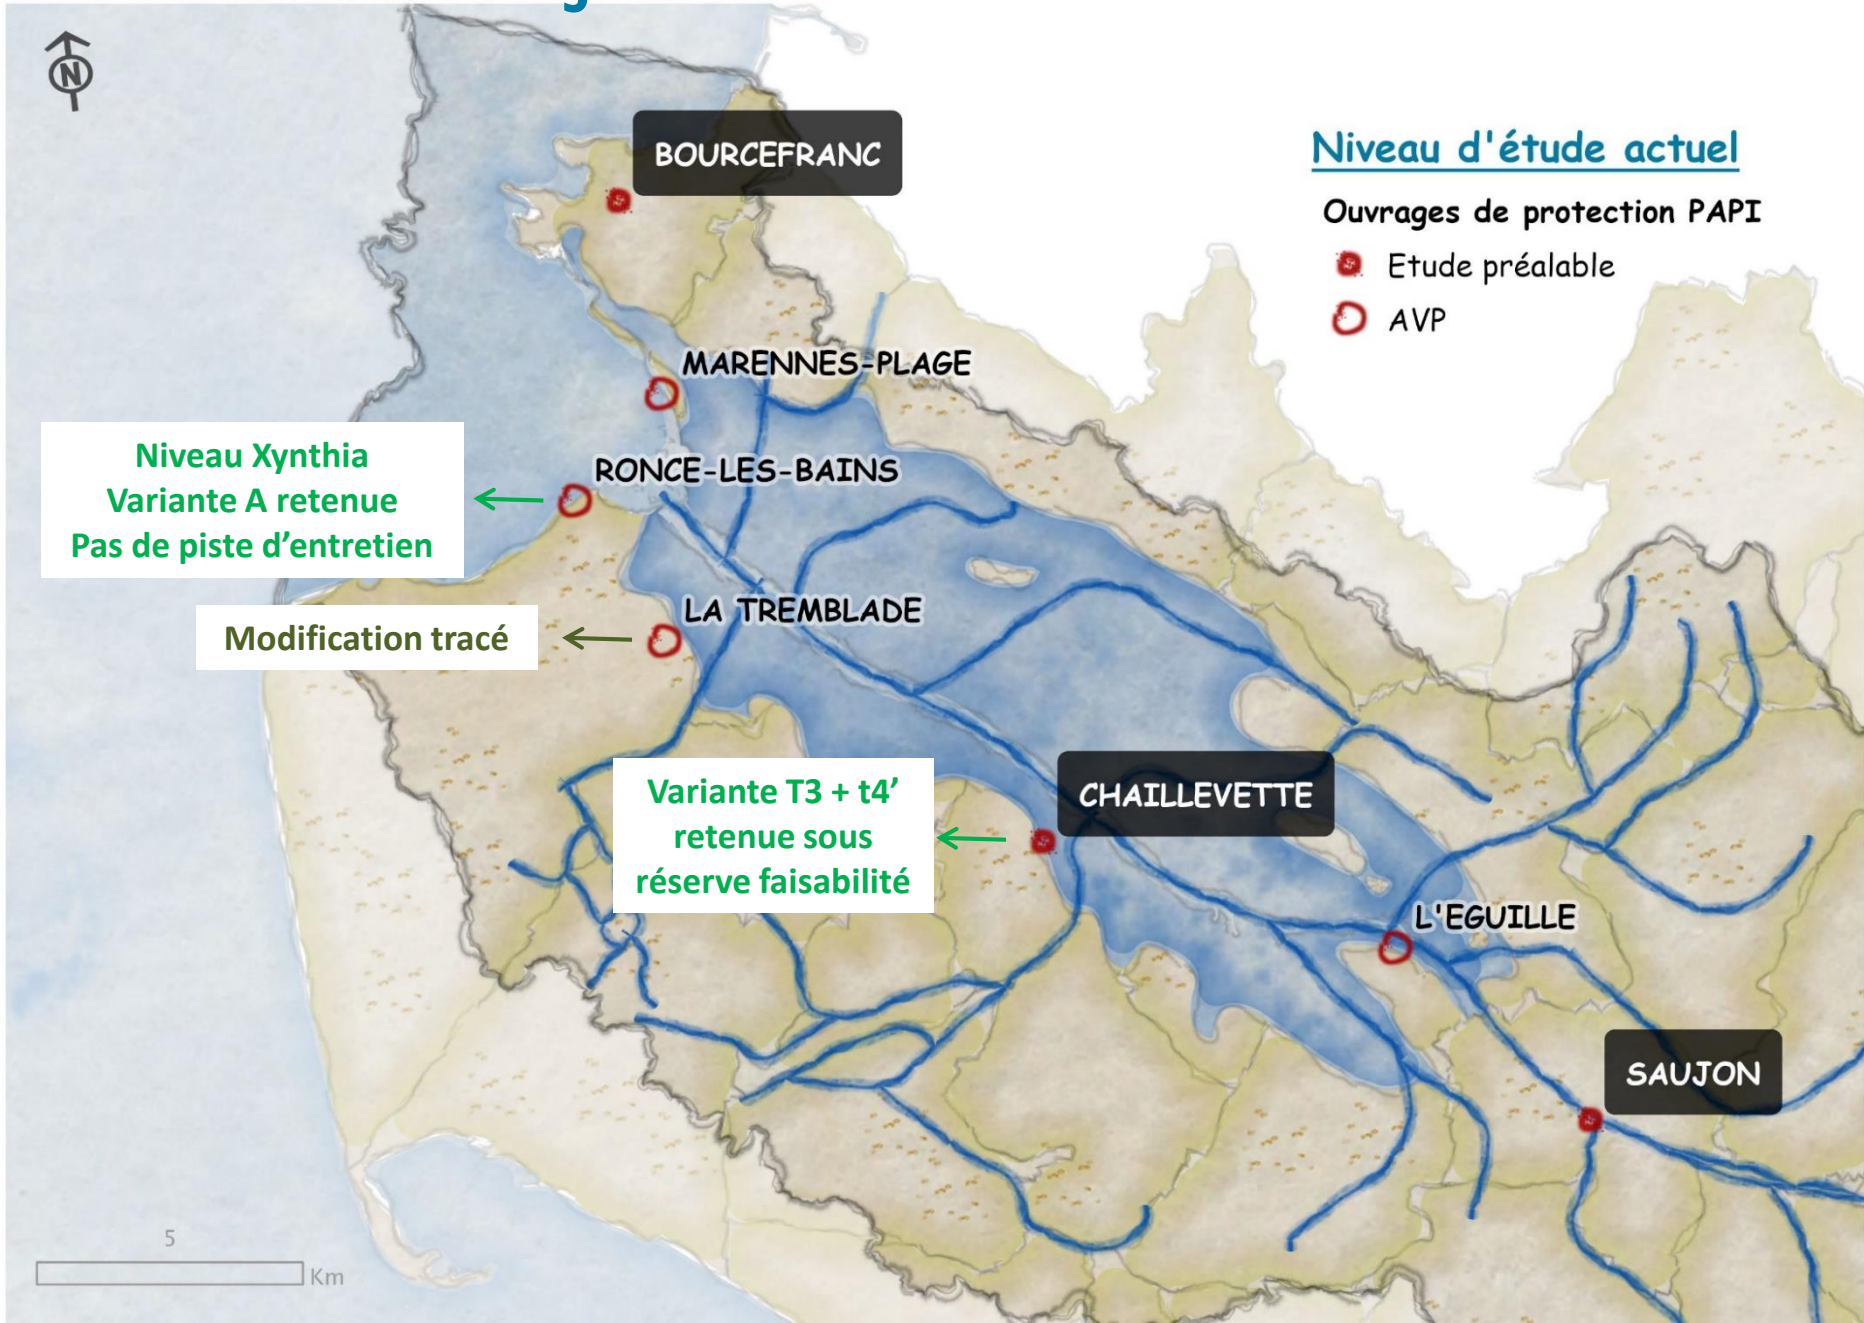 N
BOURCEFRANC
Niveau d'étude actuel
Ouvrages de protection PAPI
Etude préalable
AVP
MARENNES-PLAGE
RONCE-LES-BAINS
Niveau Xynthia
Variante A retenue
Pas de piste d’entretien
LA TREMBLADE
Modification tracé
CHAILLEVETTE
Variante T3 + t4’
retenue sous
réserve faisabilité
L'EGUILLE
SAUJON
5
Km